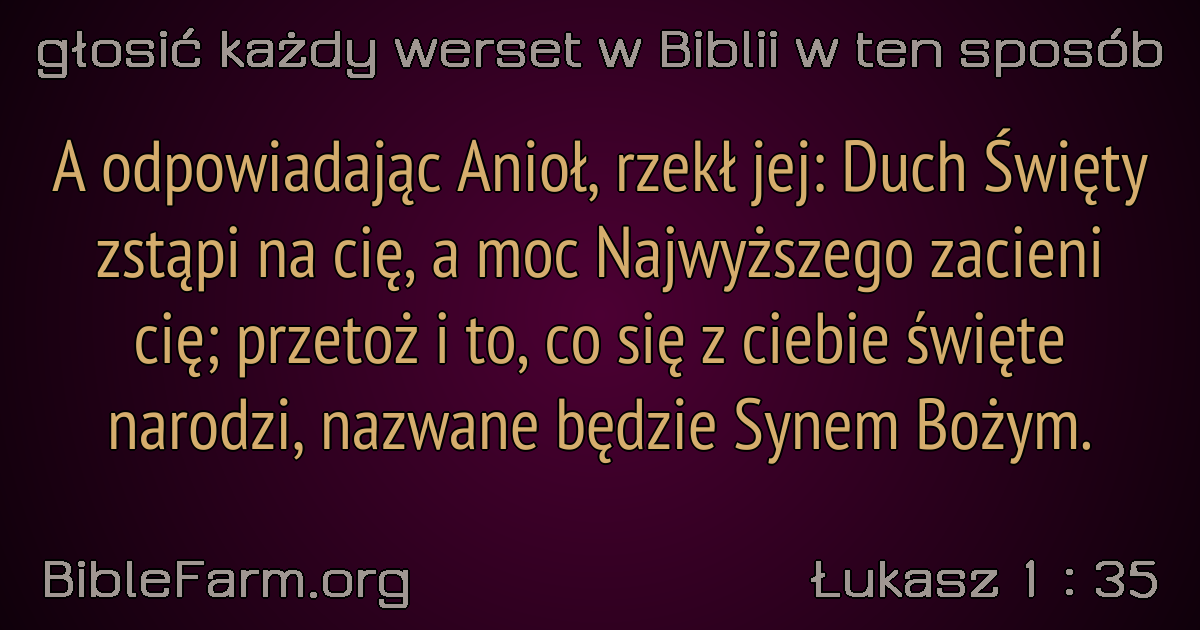 głosić każdy werset w Biblii w ten sposób
A odpowiadając Anioł, rzekł jej: Duch Święty
zstąpi na cię, a moc Najwyższego zacieni
cię; przetoż i to, co się z ciebie święte
narodzi, nazwane będzie Synem Bożym.
BibleFarm.org
Łukasz 1 : 35